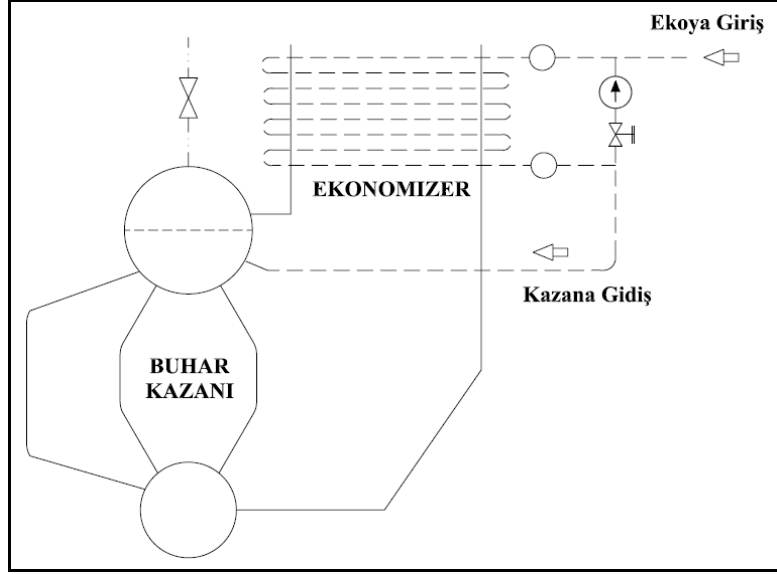 Ekoya Giriş
EKONOMIZER
Kazana Gidiş
BUHAR
KAZANI